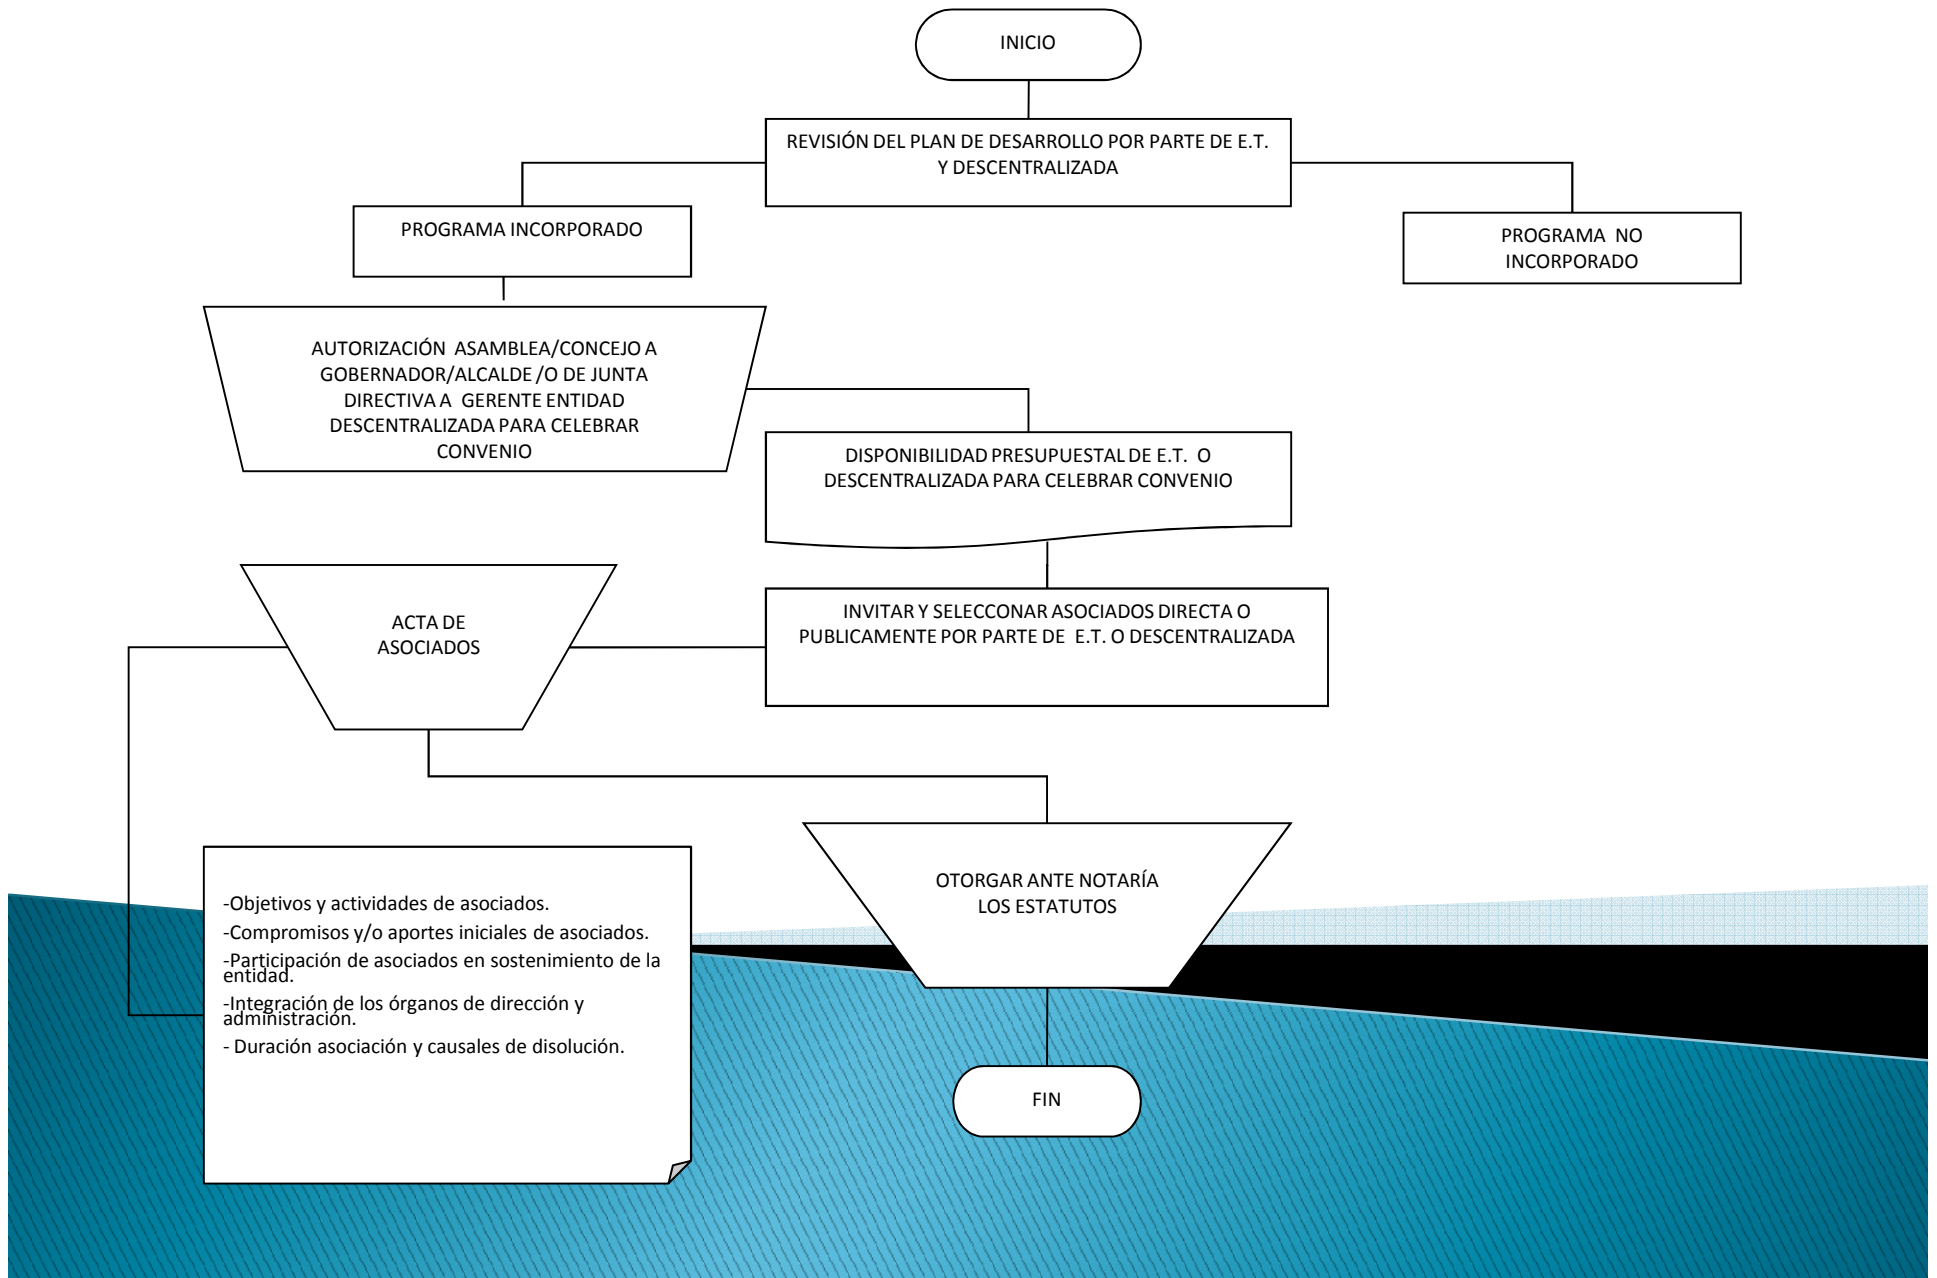 INICIO
REVISIÓN DEL PLAN DE DESARROLLO POR PARTE DE E.T.
Y DESCENTRALIZADA
PROGRAMA INCORPORADO
PROGRAMA NO
INCORPORADO
AUTORIZACIÓN ASAMBLEA/CONCEJO A
GOBERNADOR/ALCALDE /O DE JUNTA
DIRECTIVA A GERENTE ENTIDAD
DESCENTRALIZADA PARA CELEBRAR
CONVENIO
DISPONIBILIDAD PRESUPUESTAL DE E.T. O
DESCENTRALIZADA PARA CELEBRAR CONVENIO
INVITAR Y SELECCONAR ASOCIADOS DIRECTA O
PUBLICAMENTE POR PARTE DE E.T. O DESCENTRALIZADA
ACTA DE
ASOCIADOS
-Objetivos y actividades de asociados.
-Compromisos y/o aportes iniciales de asociados.
-Participación de asociados en sostenimiento de la
entidad.
-Integración de los órganos de dirección y
administración.
- Duración asociación y causales de disolución.
OTORGAR ANTE NOTARÍA
LOS ESTATUTOS
FIN